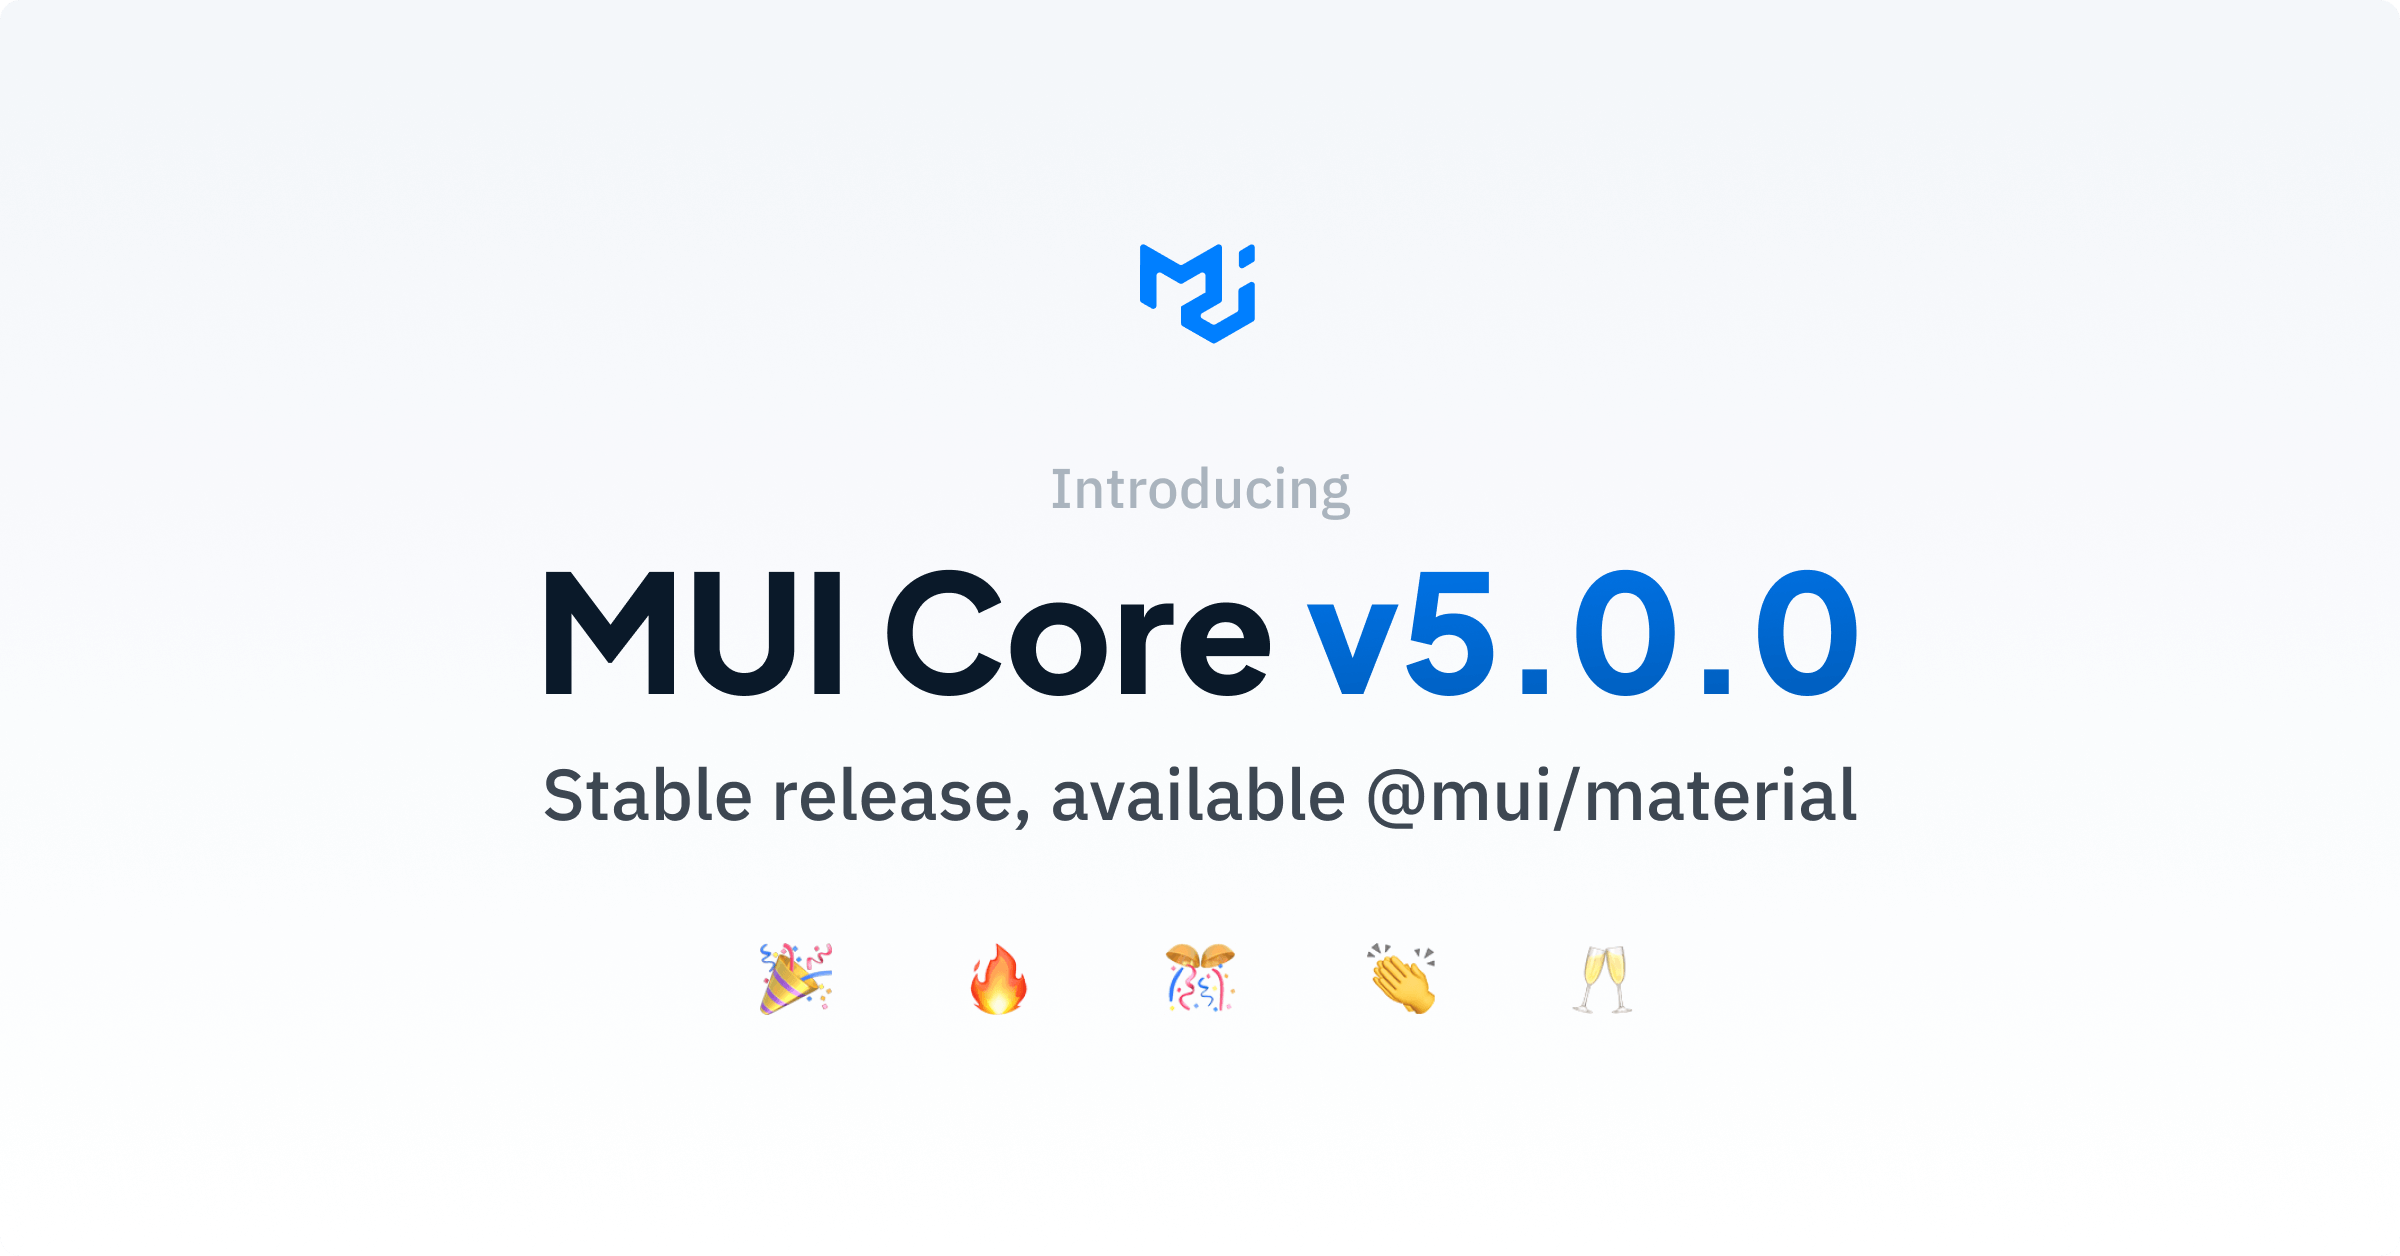 Introducing
MUI Core v5.0.0
Stable release, available @mui/material